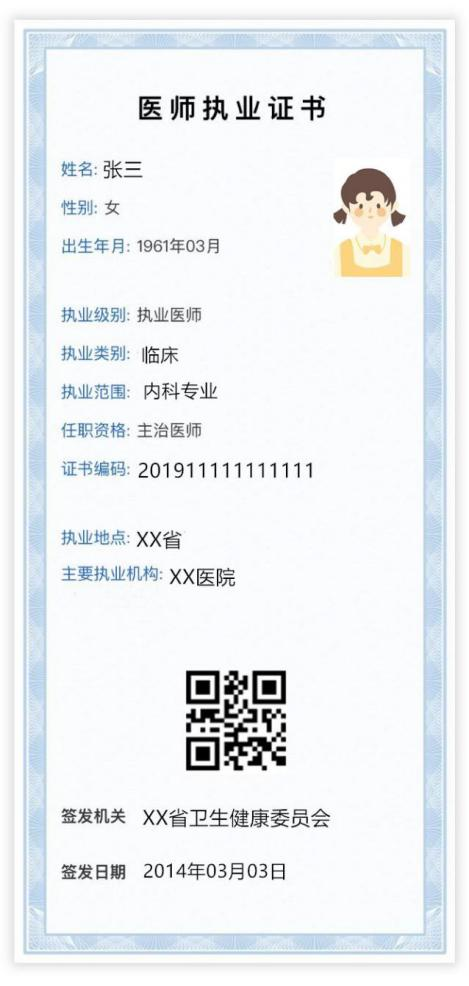 医师执业证书
姓名: 张三
性别: 女
出生年月: 1961年03月
执业级别: 执业医师
执业类别: 临床
执业范围: 内科专业
任职资格: 主治医师
证书编码: 201911111111111
执业地点: XX省
主要执业机构: XX医院
签发机关 XX省卫生健康委员会
签发日期 2014年03月03日